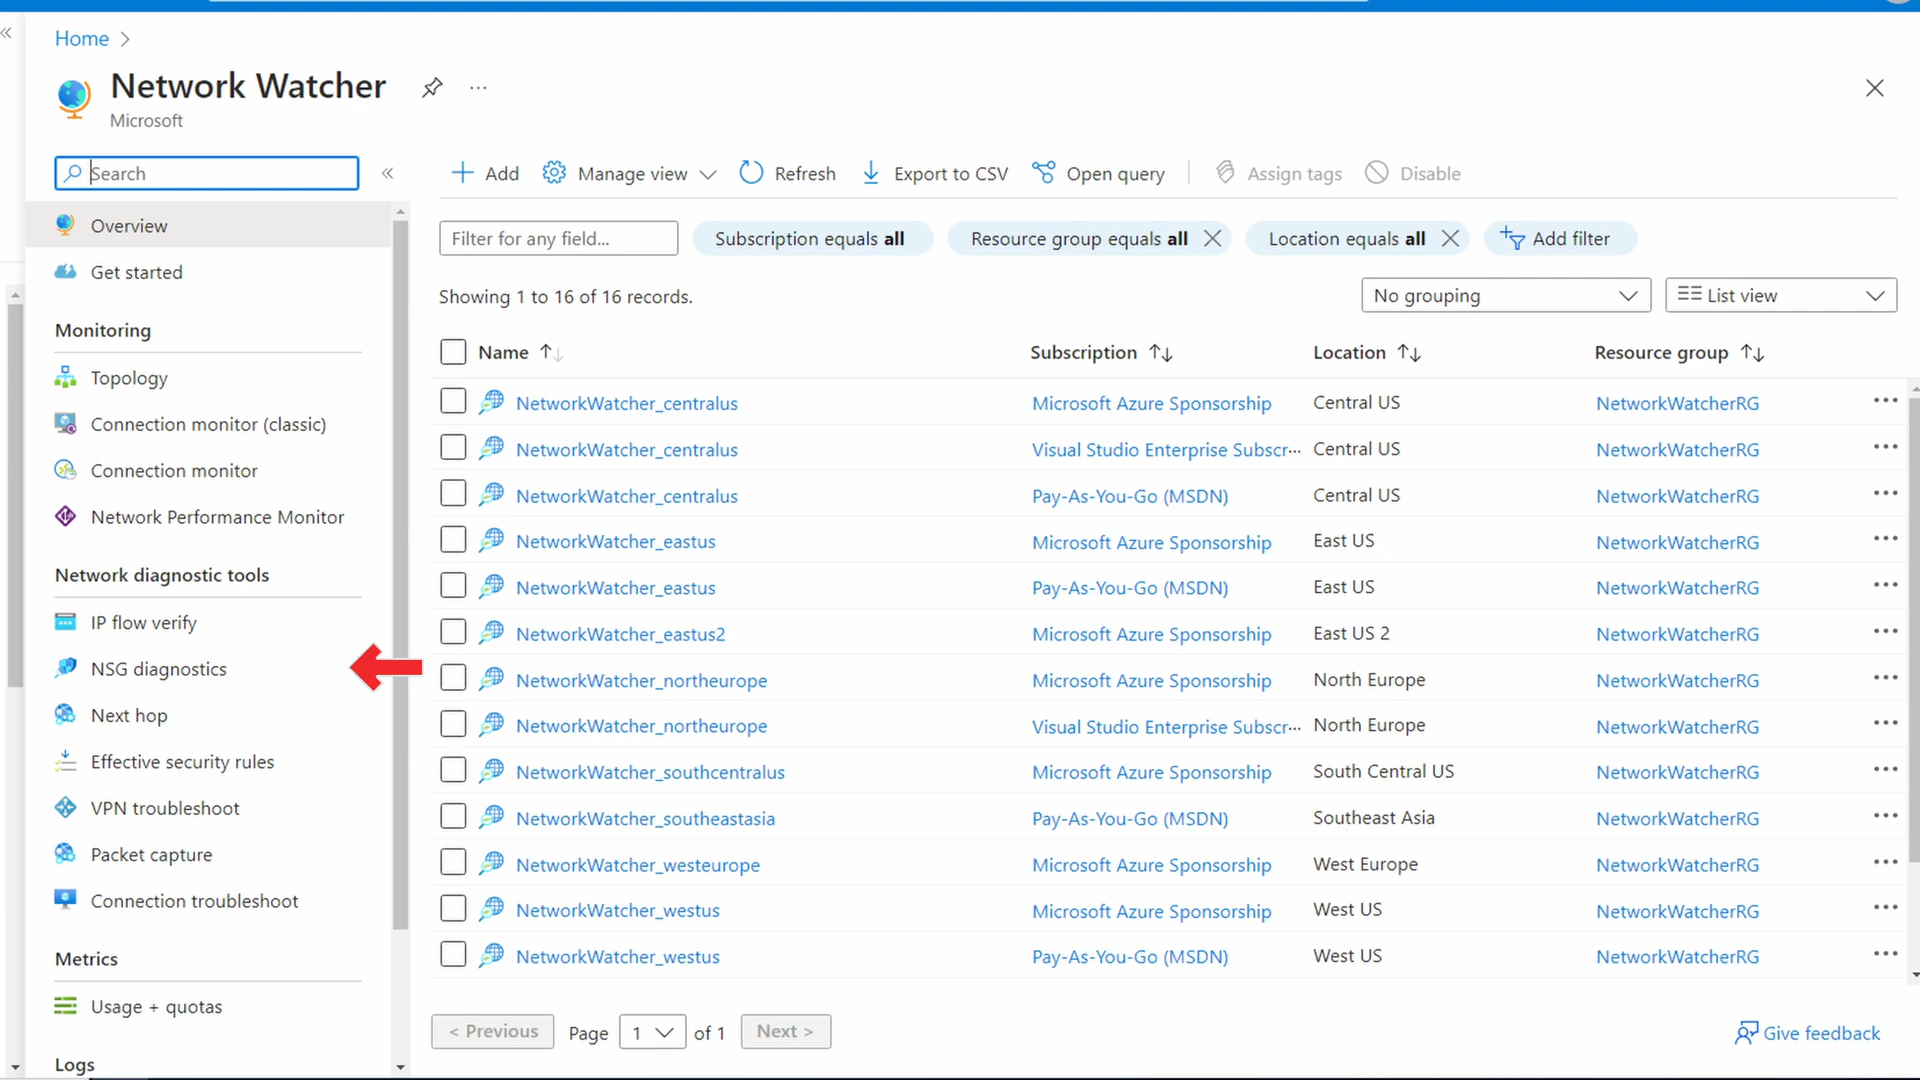 Home
Network Watcher
Microsoft
Search
Add
Manage view
Refresh
Export to CSV
Open query
Assign tags
Disable
Overview
Get started
Monitoring
Topology
Connection monitor (classic)
Connection monitor
Network Performance Monitor
Network diagnostic tools
IP flow verify
NSG diagnostics
Next hop
Effective security rules
VPN troubleshoot
Packet capture
Connection troubleshoot
Metrics
Usage + quotas
Logs
Filter for any field...
Subscription equals all
Resource group equals all
Location equals all
Add filter
Showing 1 to 16 of 16 records.
No grouping
List view
Name Subscription Location Resource group
NetworkWatcher_centralus Microsoft Azure Sponsorship Central US NetworkWatcherRG
NetworkWatcher_centralus Visual Studio Enterprise Subscr··· Central US NetworkWatcherRG
NetworkWatcher_centralus Pay-As-You-Go (MSDN) Central US NetworkWatcherRG
NetworkWatcher_eastus Microsoft Azure Sponsorship East US NetworkWatcherRG
NetworkWatcher_eastus Pay-As-You-Go (MSDN) East US NetworkWatcherRG
NetworkWatcher_eastus2 Microsoft Azure Sponsorship East US 2 NetworkWatcherRG
NetworkWatcher_northeurope Microsoft Azure Sponsorship North Europe NetworkWatcherRG
NetworkWatcher_northeurope Visual Studio Enterprise Subscr··· North Europe NetworkWatcherRG
NetworkWatcher_southcentralus Microsoft Azure Sponsorship South Central US NetworkWatcherRG
NetworkWatcher_southeastasia Pay-As-You-Go (MSDN) Southeast Asia NetworkWatcherRG
NetworkWatcher_westeurope Microsoft Azure Sponsorship West Europe NetworkWatcherRG
NetworkWatcher_westus Microsoft Azure Sponsorship West US NetworkWatcherRG
NetworkWatcher_westus Pay-As-You-Go (MSDN) West US NetworkWatcherRG
< Previous Page 1 of 1 Next >
Give feedback